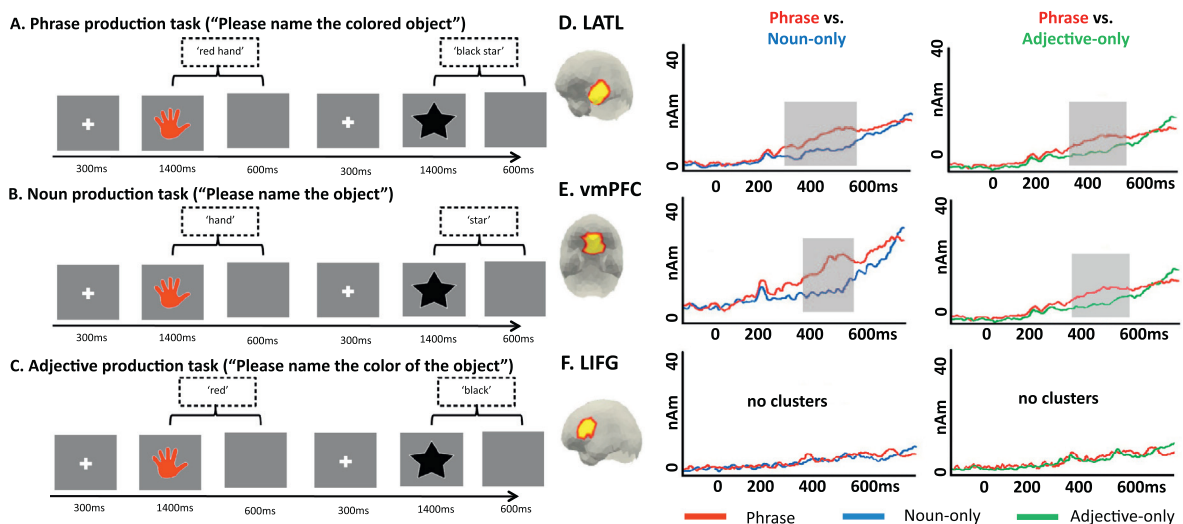 A. Phrase production task (“Please name the colored object”)
‘red hand’
‘black star’
300ms
1400ms
600ms
300ms
1400ms
600ms
B. Noun production task (“Please name the object”)
‘hand’
‘star’
300ms
1400ms
600ms
300ms
1400ms
600ms
C. Adjective production task (“Please name the color of the object”)
‘red’
‘black’
300ms
1400ms
600ms
300ms
1400ms
600ms
D. LATL
Phrase vs.
Noun-only
Phrase vs.
Adjective-only
40
nAm
0
0 200 400 600ms
40
nAm
0
0 200 400 600ms
E. vmPFC
40
nAm
0
0 200 400 600ms
40
nAm
0
0 200 400 600ms
F. LIFG
40
nAm
0
no clusters
0 200 400 600ms
40
nAm
0
no clusters
0 200 400 600ms
Phrase
Noun-only
Adjective-only